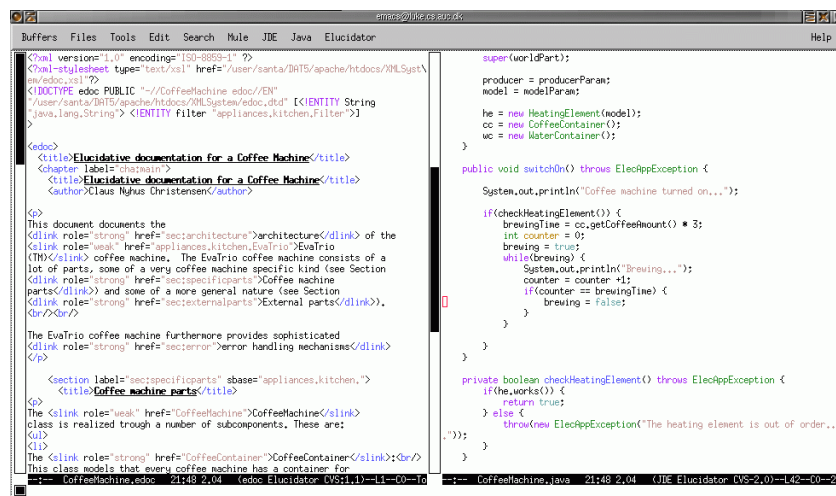 emacs@luke.cs.auc.dk
Buffers Files Tools Edit Search Mule JDE Java Elucidator Help
<?xml version="1.0" encoding="ISO-8859-1" ?>
<?xml-stylesheet type="text/xsl" href="/user/santa/DAT5/apache/htdocs/XMLSyst\
em/edoc.xsl"?>
<!DOCTYPE edoc PUBLIC "-//CoffeeMachine edoc//EN"
"/user/santa/DAT5/apache/htdocs/XMLSystem/edoc.dtd" [<!ENTITY String
"java.lang.String"> <!ENTITY filter "appliances.kitchen.Filter">]
>
<edoc>
<title>Elucidative documentation for a Coffee Machine</title>
<chapter label="cha:main">
<title>Elucidative documentation for a Coffee Machine</title>
<author>Claus Nyhus Christensen</author>
<p>
This document documents the
<dlink role="strong" href="sec:architecture">architecture</dlink> of the
<slink role="weak" href="appliances.kitchen.EvaTrio">EvaTrio
(TM)</slink> coffee machine. The EvaTrio coffee machine consists of a
lot of parts, some of a very coffee machine specific kind (see Section
<dlink role="strong" href="sec:specificparts">Coffee machine
parts</dlink>) and some of a more general nature (see Section
<dlink role="strong" href="sec:externalparts">External parts</dlink>).
<br/><br/>
The EvaTrio coffee machine furthermore provides sophisticated
<dlink role="strong" href="sec:error">error handling mechanisms</dlink>
</p>
<section label="sec:specificparts" sbase="appliances.kitchen.">
<title>Coffee machine parts</title>
<p>
The <slink role="weak" href="CoffeeMachine">CoffeeMachine</slink>
class is realized trough a number of subcomponents. These are:
<ul>
<li>
The <slink role="strong" href="CoffeeContainer">CoffeeContainer</slink>:<br/>
This class models that every coffee machine has a container for
--:-- CoffeeMachine.edoc 21:48 2.04 (edoc Elucidator CVS:1.1)--L1--C0--To
super(worldPart);
producer = producerParam;
model = modelParam;
he = new HeatingElement(model);
cc = new CoffeeContainer();
wc = new WaterContainer();
}
public void switchOn() throws ElecAppException {
System.out.println("Coffee machine turned on...");
if(checkHeatingElement()) {
brewingTime = cc.getCoffeeAmount() * 3;
int counter = 0;
brewing = true;
while(brewing) {
System.out.println("Brewing...");
counter = counter +1;
if(counter == brewingTime) {
brewing = false;
}
}
}
}
private boolean checkHeatingElement() throws ElecAppException {
if(he.works()) {
return true;
} else {
throw(new ElecAppException("The heating element is out of order..
."));
}
}
--:-- CoffeeMachine.java 21:48 2.04 (JDE Elucidator CVS-2.0)--L42--C0--